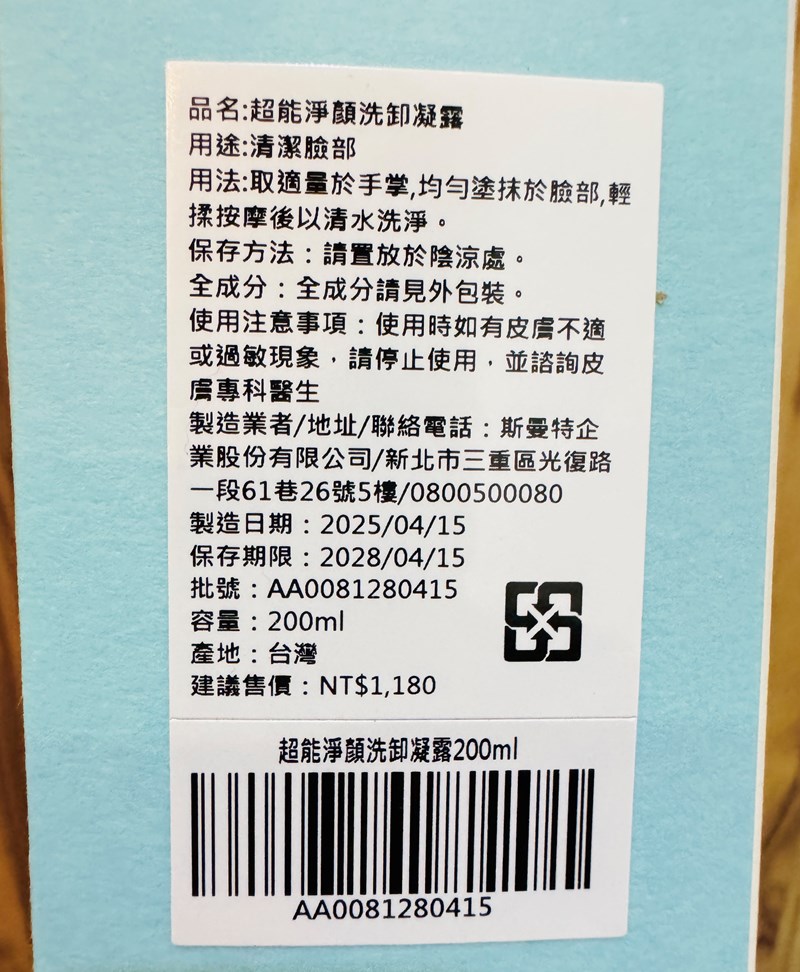 品名:超能淨顏洗卸凝露
用途:清潔臉部
用法:取適量於手掌,均勻塗抹於臉部,輕
揉按摩後以清水洗淨。
保存方法：請置放於陰涼處。
全成分：全成分請見外包裝。
使用注意事項：使用時如有皮膚不適
或過敏現象，請停止使用，並諮詢皮
膚專科醫生
製造業者/地址/聯絡電話：斯曼特企
業股份有限公司/新北市三重區光復路
一段61巷26號5樓/0800500080
製造日期：2025/04/15
保存期限：2028/04/15
批號：AA0081280415
容量：200ml
產地：台灣
建議售價：NT$1,180
超能淨顏洗卸凝露200ml
AA0081280415